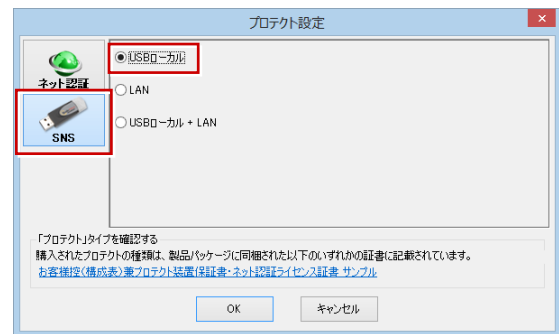 プロテクト設定
ネット認証
SNS
USBローカル
LAN
USBローカル + LAN
「プロテクト」タイプを確認する
購入されたプロテクトの種類は、製品パッケージに同梱された以下のいずれかの証書に記載されています。
お客様控(構成表)兼プロテクト装置保証書・ネット認証ライセンス証書 サンプル
OK
キャンセル